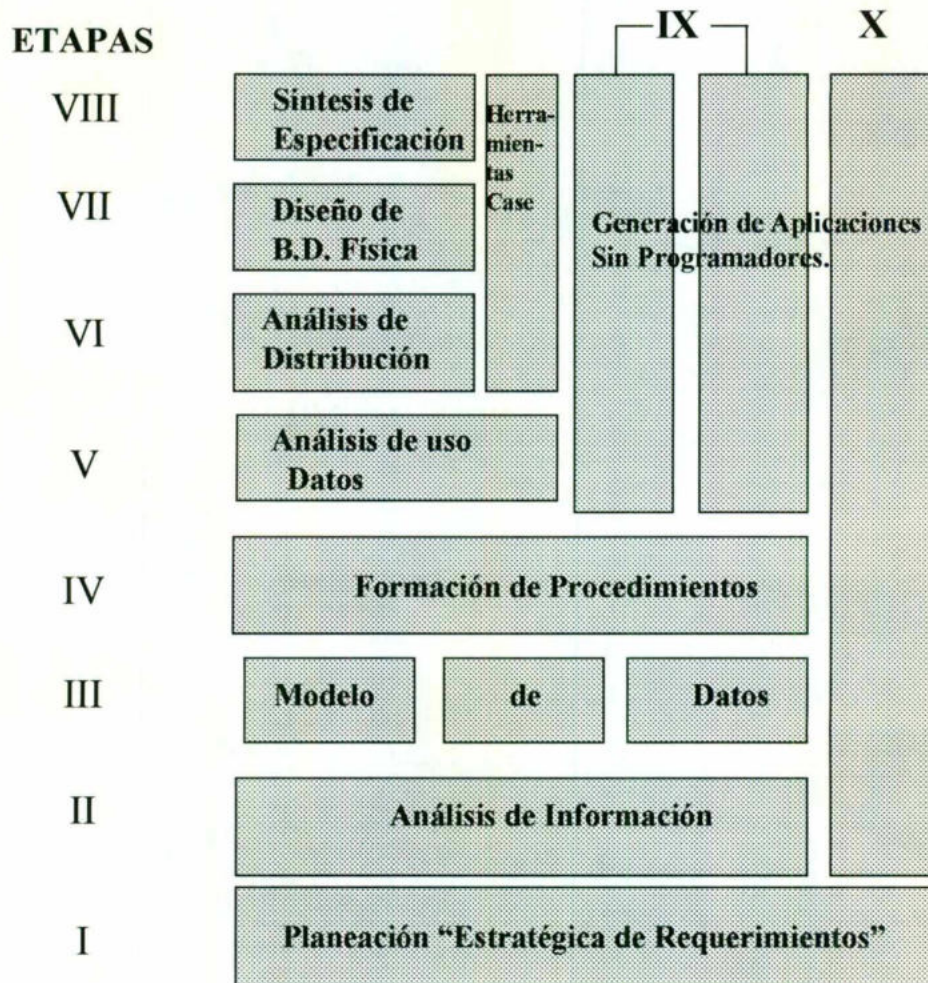 IX
X
ETAPAS
VIII
Síntesis de
Especificación
Herra-
mien-
tas
Case
VII
Diseño de
B.D. Física
Generación de Aplicaciones
Sin Programadores.
VI
Análisis de
Distribución
V
Análisis de uso
Datos
IV
Formación de Procedimientos
III
Modelo de Datos
II
Análisis de Información
I
Planeación “Estratégica de Requerimientos”